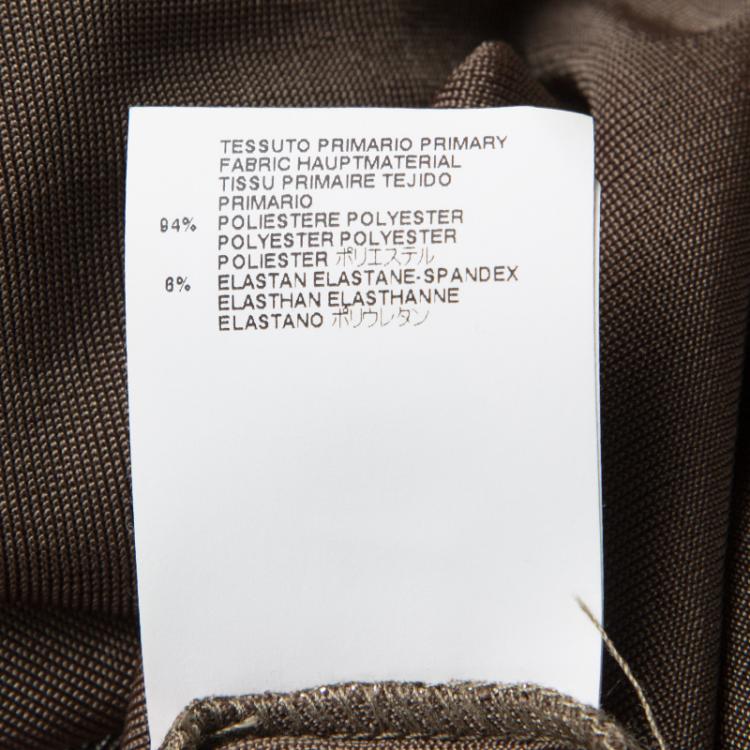 TESSUTO PRIMARIO PRIMARY
FABRIC HAUPTMATERIAL
TISSU PRIMAIRE TEJIDO
PRIMARIO
94% POLIESTERE POLYESTER
POLYESTER POLYESTER
POLIESTER ポリエステル
6% ELASTAN ELASTANE-SPANDEX
ELASTHAN ELASTHANNE
ELASTANO ポリウレタン